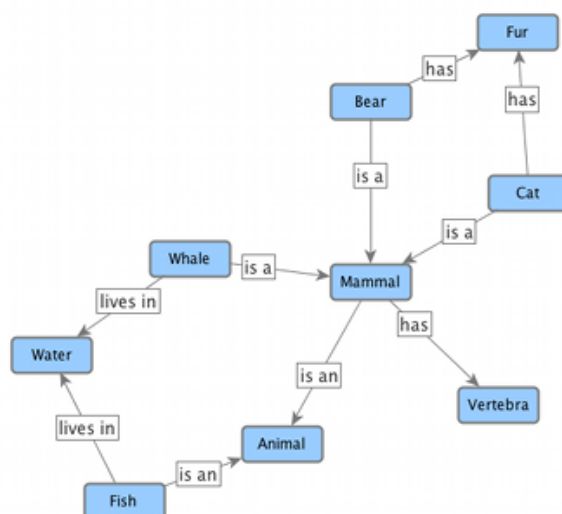 Fur
has
Bear
has
is a
Cat
is a
Whale
is a
Mammal
lives in
has
Water
is an
Vertebra
lives in
Animal
is an
Fish